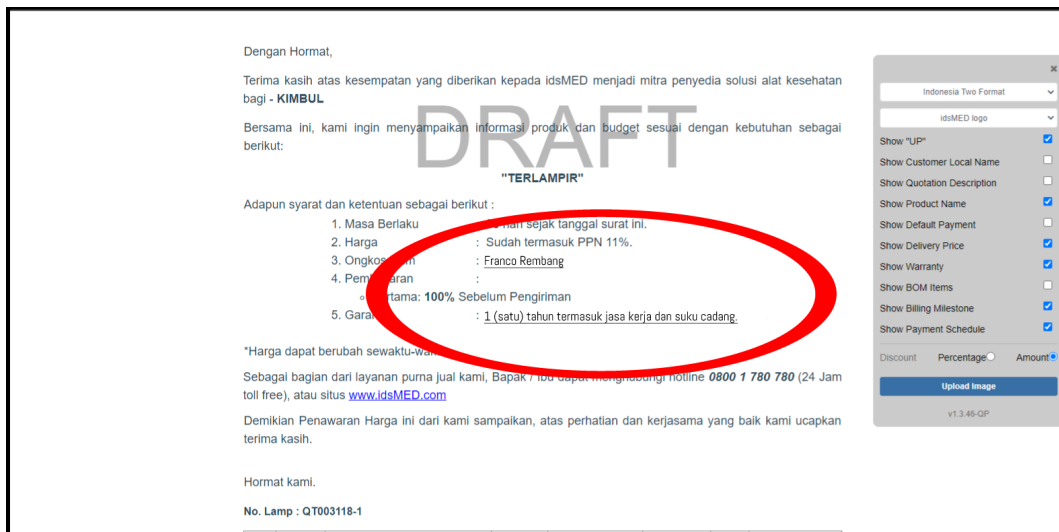 Dengan Hormat,
Terima kasih atas kesempatan yang diberikan kepada idsMED menjadi mitra penyedia solusi alat kesehatan
bagi - KIMBUL
Bersama ini, kami ingin menyampaikan informasi produk dan budget sesuai dengan kebutuhan sebagai
berikut:
DRAFT
"TERLAMPIR"
Adapun syarat dan ketentuan sebagai berikut :
1. Masa Berlaku hari sejak tanggal surat ini.
2. Harga : Sudah termasuk PPN 11%.
3. Ongkos : Franco Rembang
4. :
100% Sebelum Pengiriman
5. : 1 (satu) tahun termasuk jasa kerja dan suku cadang.
*Harga dapat berubah
Sebagai bagian dari layanan purna jual kami, Bapak / Ibu dapat menghubungi hotline 0800 1 780 780 (24 Jam
toll free), atau situs www.idsMED.com
Demikian Penawaran Harga ini dari kami sampaikan, atas perhatian dan kerjasama yang baik kami ucapkan
terima kasih.
Hormat kami.
No. Lamp : QT003118-1
×
Indonesia Two Format
idsMED logo
Show "UP"
Show Customer Local Name
Show Quotation Description
Show Product Name
Show Default Payment
Show Delivery Price
Show Warranty
Show BOM Items
Show Billing Milestone
Show Payment Schedule
Discount Percentage Amount
Upload Image
v1.3.46-QP